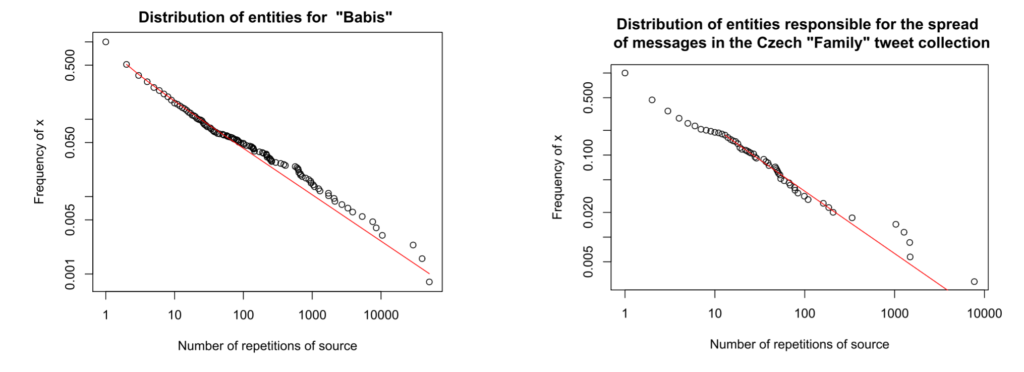 Distribution of entities for "Babis"
Frequency of x
0.500
0.050
0.005
0.001
1 10 100 1000 10000
Number of repetitions of source
Distribution of entities responsible for the spread
of messages in the Czech "Family" tweet collection
Frequency of x
0.500
0.100
0.020
0.005
1 10 100 1000 10000
Number of repetitions of source